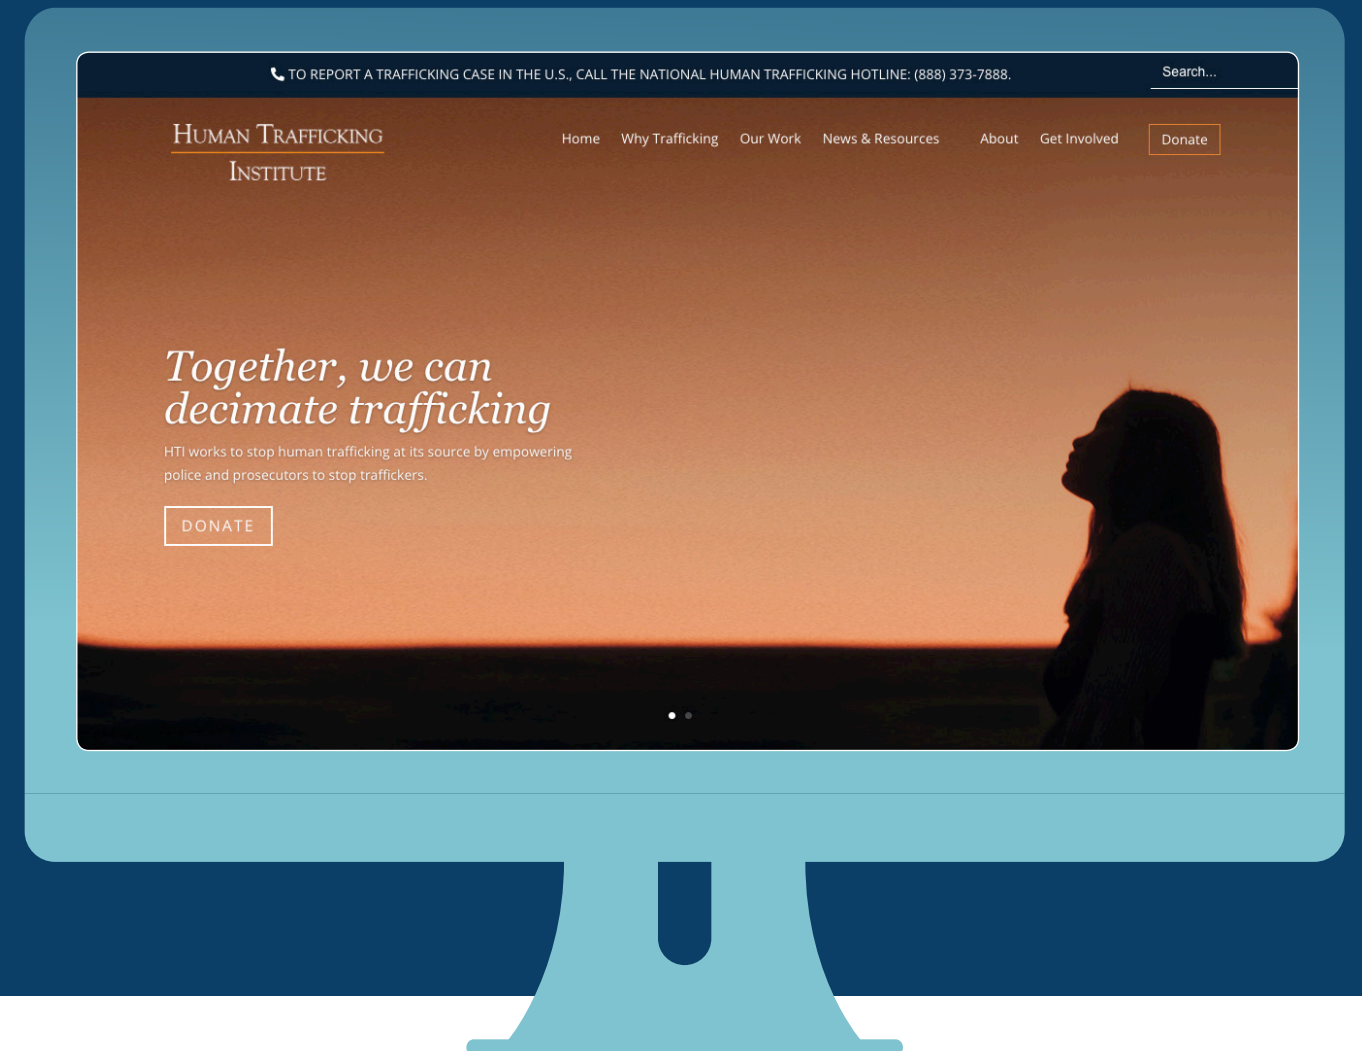 TO REPORT A TRAFFICKING CASE IN THE U.S., CALL THE NATIONAL HUMAN TRAFFICKING HOTLINE: (888) 373-7888.
Search...
HUMAN TRAFFICKING
INSTITUTE
Home Why Trafficking Our Work News & Resources About Get Involved Donate
Together, we can
decimate trafficking
HTI works to stop human trafficking at its source by empowering
police and prosecutors to stop traffickers.
DONATE